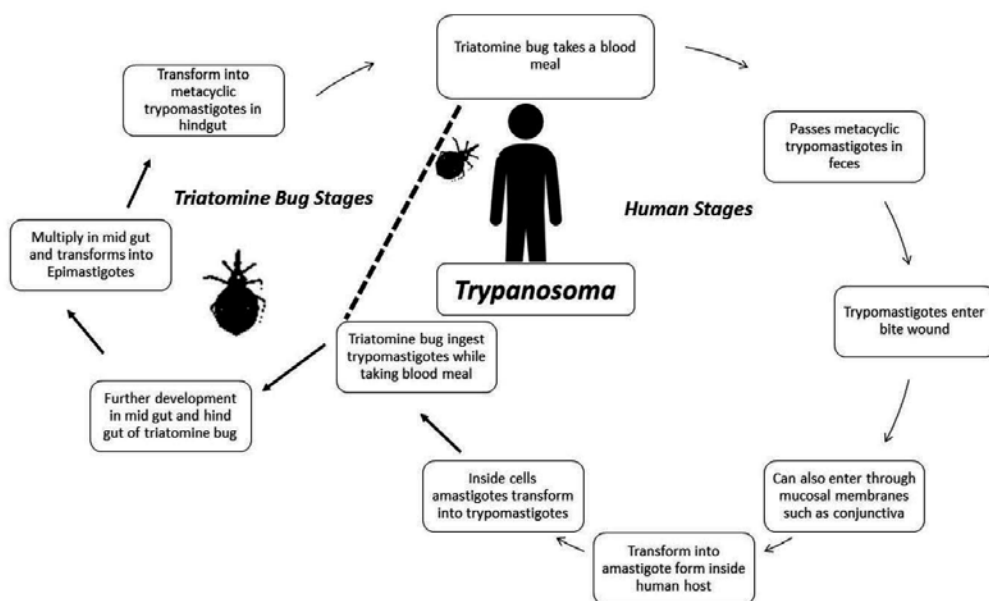 Triatomine bug takes a blood
meal
Passes metacyclic
trypomastigotes in
feces
Trypomastigotes enter
bite wound
Can also enter through
mucosal membranes
such as conjunctiva
Transform into
amastigote form inside
human host
Inside cells
amastigotes transform
into trypomastigotes
Triatomine bug ingest
trypomastigotes while
taking blood meal
Further development
in mid gut and hind
gut of triatomine bug
Multiply in mid gut
and transforms into
Epimastigotes
Transform into
metacyclic
trypomastigotes in
hindgut
Triatomine Bug Stages
Human Stages
Trypanosoma